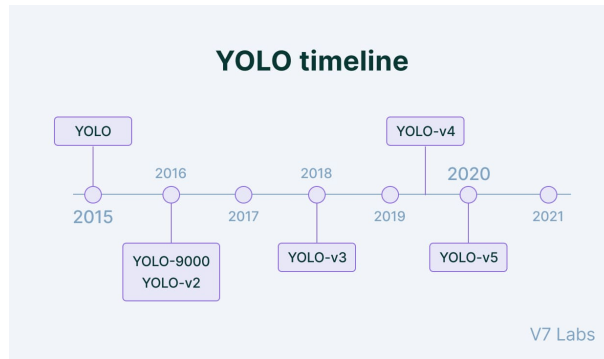 YOLO timeline
YOLO
YOLO-v4
2016
2018
2020
2015
2017
2019
2021
YOLO-9000
YOLO-v2
YOLO-v3
YOLO-v5
V7 Labs